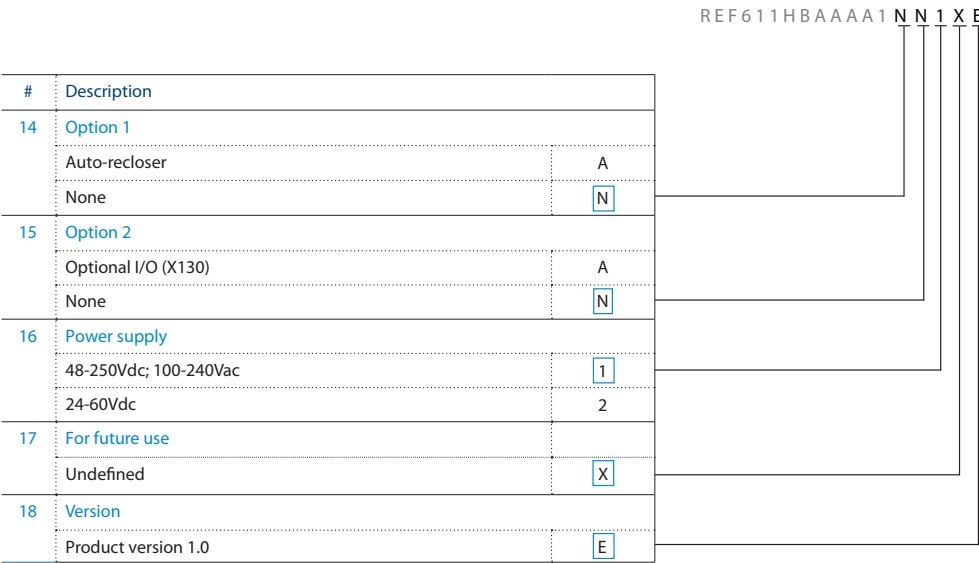 REF611HBAAAA1NN1XE
# Description
14 Option 1
Auto-recloser A
None N
15 Option 2
Optional I/O (X130) A
None N
16 Power supply
48-250Vdc; 100-240Vac 1
24-60Vdc 2
17 For future use
Undefined X
18 Version
Product version 1.0 E